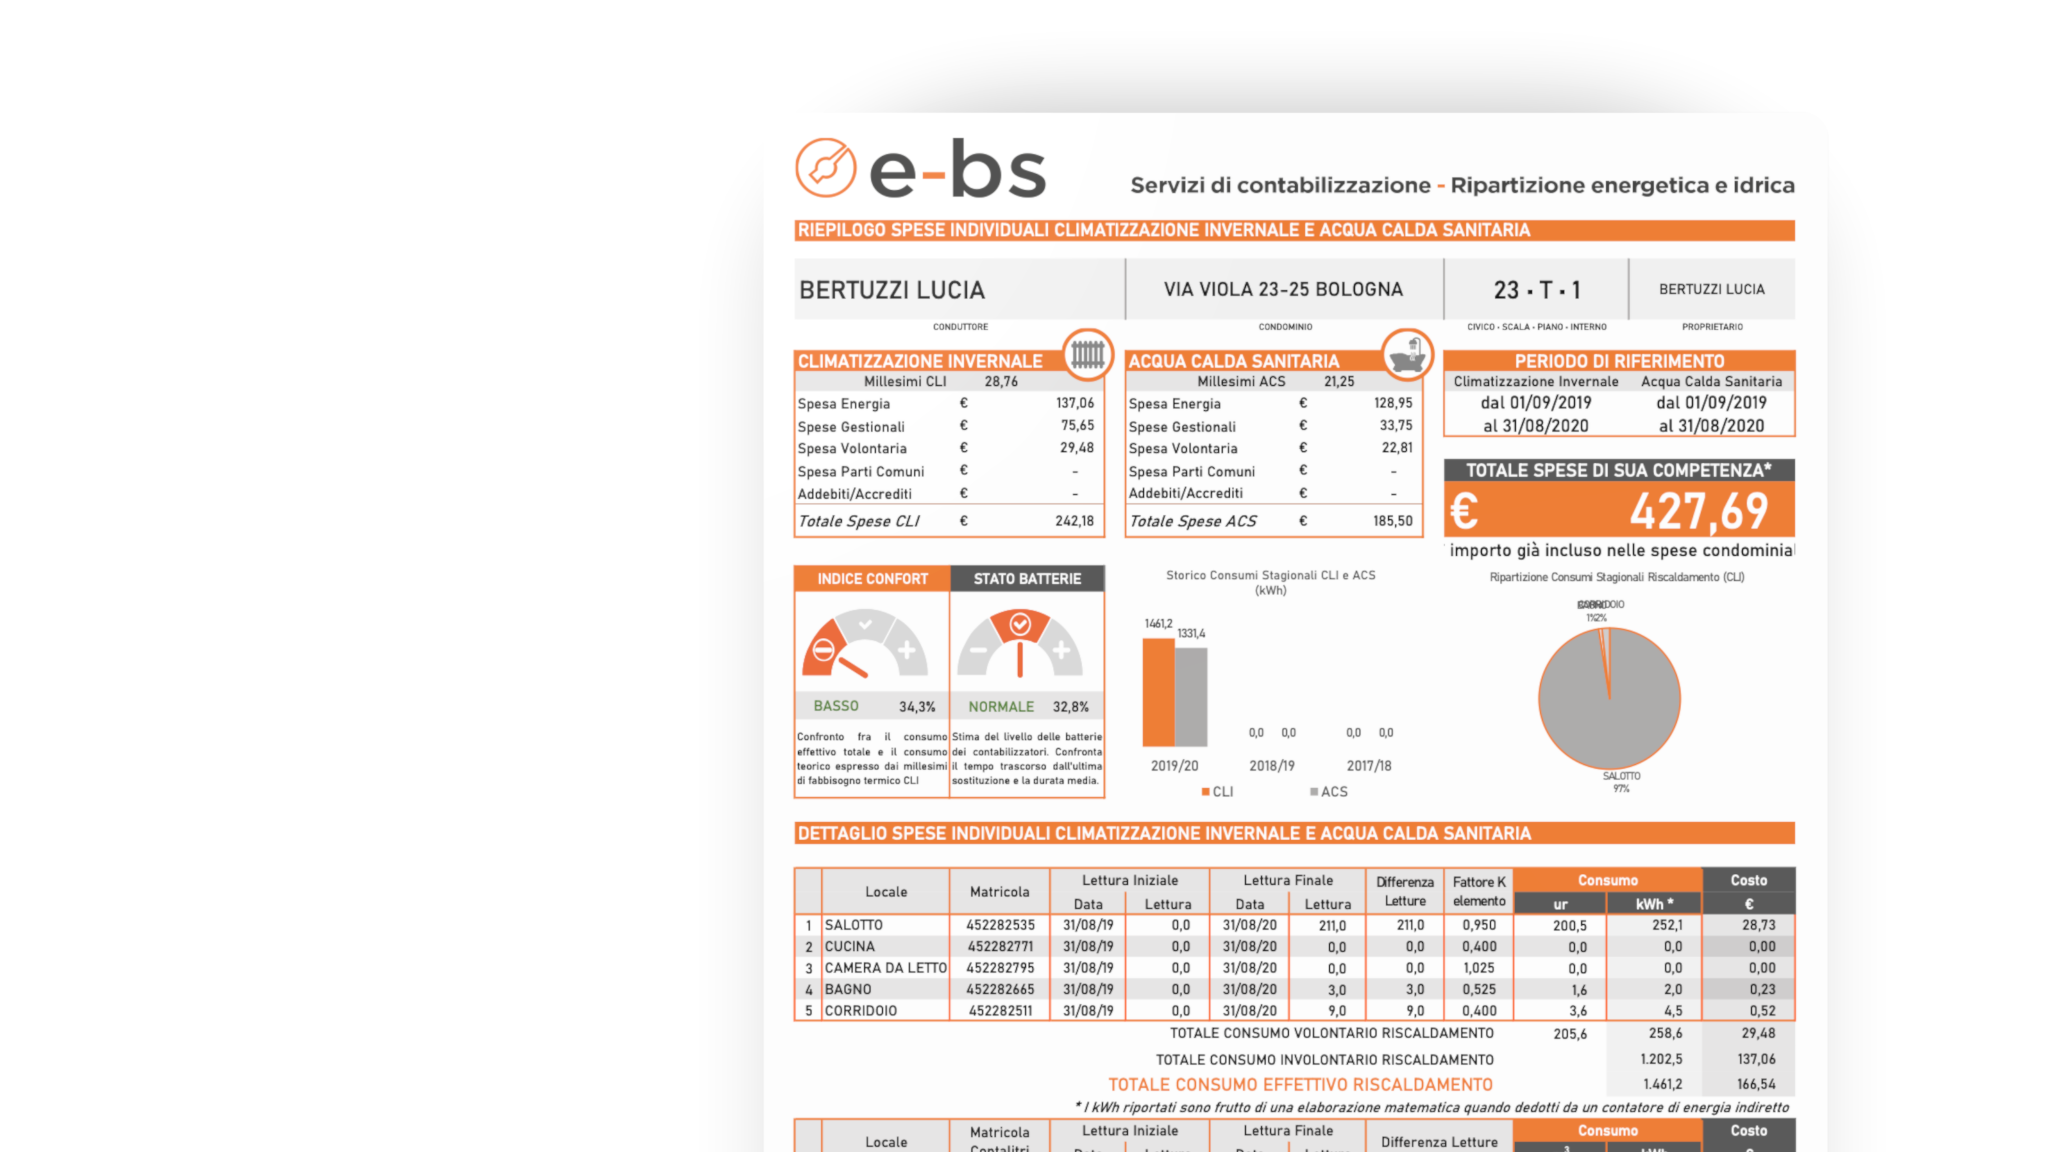 e-bs
Servizi di contabilizzazione - Ripartizione energetica e idrica
RIEPILOGO SPESE INDIVIDUALI CLIMATIZZAZIONE INVERNALE E ACQUA CALDA SANITARIA
BERTUZZI LUCIA VIA VIOLA 23-25 BOLOGNA 23 · T · 1 BERTUZZI LUCIA
CONDUTTORE CONDOMINIO CIVICO - SCALA - PIANO - INTERNO PROPRIETARIO
CLIMATIZZAZIONE INVERNALE
Millesimi CLI 28,76
Spesa Energia € 137,06
Spese Gestionali € 75,65
Spesa Volontaria € 29,48
Spesa Parti Comuni € -
Addebiti/Accrediti € -
Totale Spese CLI € 242,18
ACQUA CALDA SANITARIA
Millesimi ACS 21,25
Spesa Energia € 128,95
Spese Gestionali € 33,75
Spesa Volontaria € 22,81
Spesa Parti Comuni € -
Addebiti/Accrediti € -
Totale Spese ACS € 185,50
PERIODO DI RIFERIMENTO
Climatizzazione Invernale Acqua Calda Sanitaria
dal 01/09/2019 dal 01/09/2019
al 31/08/2020 al 31/08/2020
TOTALE SPESE DI SUA COMPETENZA*
€ 427,69
importo già incluso nelle spese condominial
INDICE CONFORT
BASSO 34,3%
Confronto fra il consumo
effettivo totale e il consumo
teorico espresso dai millesimi
di fabbisogno termico CLI
STATO BATTERIE
NORMALE 32,8%
Stima del livello delle batterie
dei contabilizzatori. Confronta
il tempo trascorso dall'ultima
sostituzione e la durata media.
Storico Consumi Stagionali CLI e ACS
(kWh)
1461,2
1331,4
0,0 0,0 0,0 0,0
2019/20 2018/19 2017/18
CLI ACS
Ripartizione Consumi Stagionali Riscaldamento (CLI)
CORRIDOIO
1% 2%
SALOTTO
97%
DETTAGLIO SPESE INDIVIDUALI CLIMATIZZAZIONE INVERNALE E ACQUA CALDA SANITARIA
Locale Matricola Lettura Iniziale Lettura Finale Differenza Letture Fattore K elemento Consumo Costo
Data Lettura Data Lettura ur kWh * €
1 SALOTTO 452282535 31/08/19 0,0 31/08/20 211,0 211,0 0,950 200,5 252,1 28,73
2 CUCINA 452282771 31/08/19 0,0 31/08/20 0,0 0,0 0,400 0,0 0,0 0,00
3 CAMERA DA LETTO 452282795 31/08/19 0,0 31/08/20 0,0 0,0 1,025 0,0 0,0 0,00
4 BAGNO 452282665 31/08/19 0,0 31/08/20 3,0 3,0 0,525 1,6 2,0 0,23
5 CORRIDOIO 452282511 31/08/19 0,0 31/08/20 9,0 9,0 0,400 3,6 4,5 0,52
TOTALE CONSUMO VOLONTARIO RISCALDAMENTO 205,6 258,6 29,48
TOTALE CONSUMO INVOLONTARIO RISCALDAMENTO 1.202,5 137,06
TOTALE CONSUMO EFFETTIVO RISCALDAMENTO 1.461,2 166,54
* I kWh riportati sono frutto di una elaborazione matematica quando dedotti da un contatore di energia indiretto
Locale Matricola Lettura Iniziale Lettura Finale Differenza Letture Consumo Costo